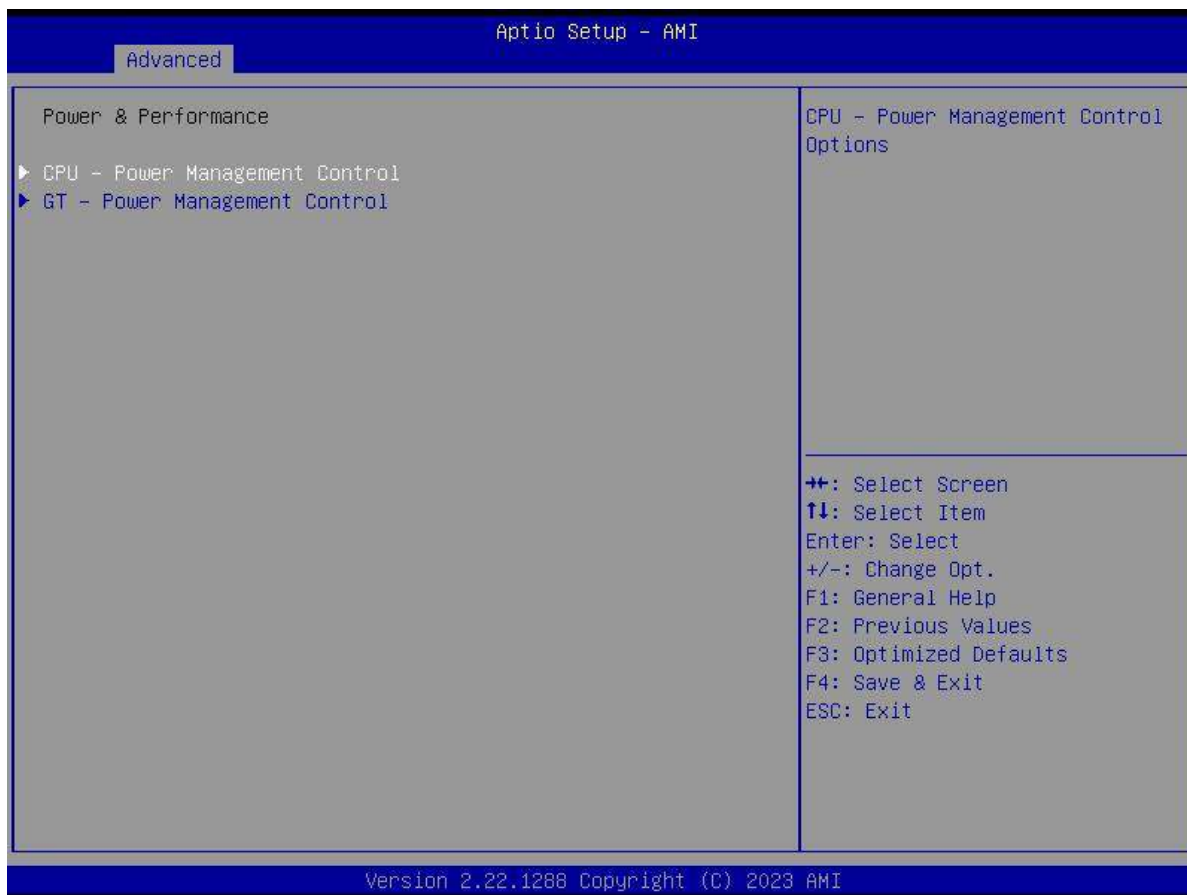 Aptio Setup – AMI
Advanced
Power & Performance
▶ CPU – Power Management Control
▶ GT – Power Management Control
CPU – Power Management Control
Options
→←: Select Screen
↑↓: Select Item
Enter: Select
+/-: Change Opt.
F1: General Help
F2: Previous Values
F3: Optimized Defaults
F4: Save & Exit
ESC: Exit
Version 2.22.1288 Copyright (C) 2023 AMI